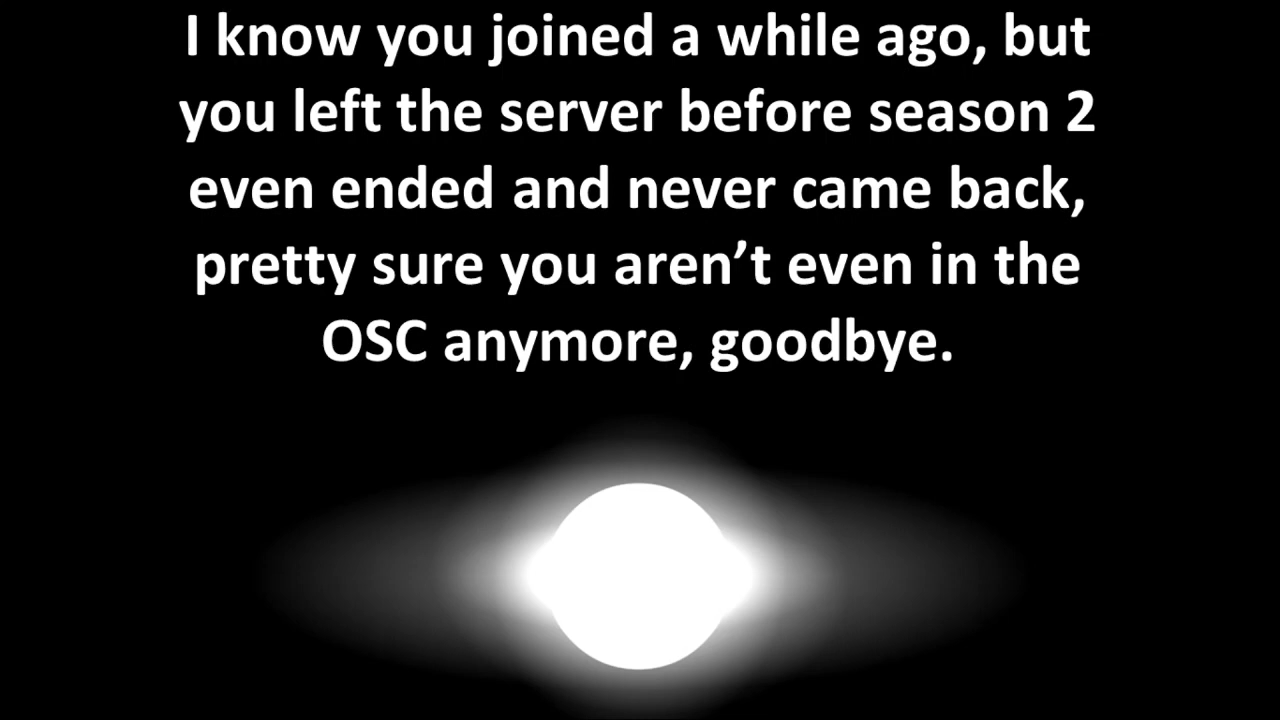 I know you joined a while ago, but
you left the server before season 2
even ended and never came back,
pretty sure you aren’t even in the
OSC anymore, goodbye.